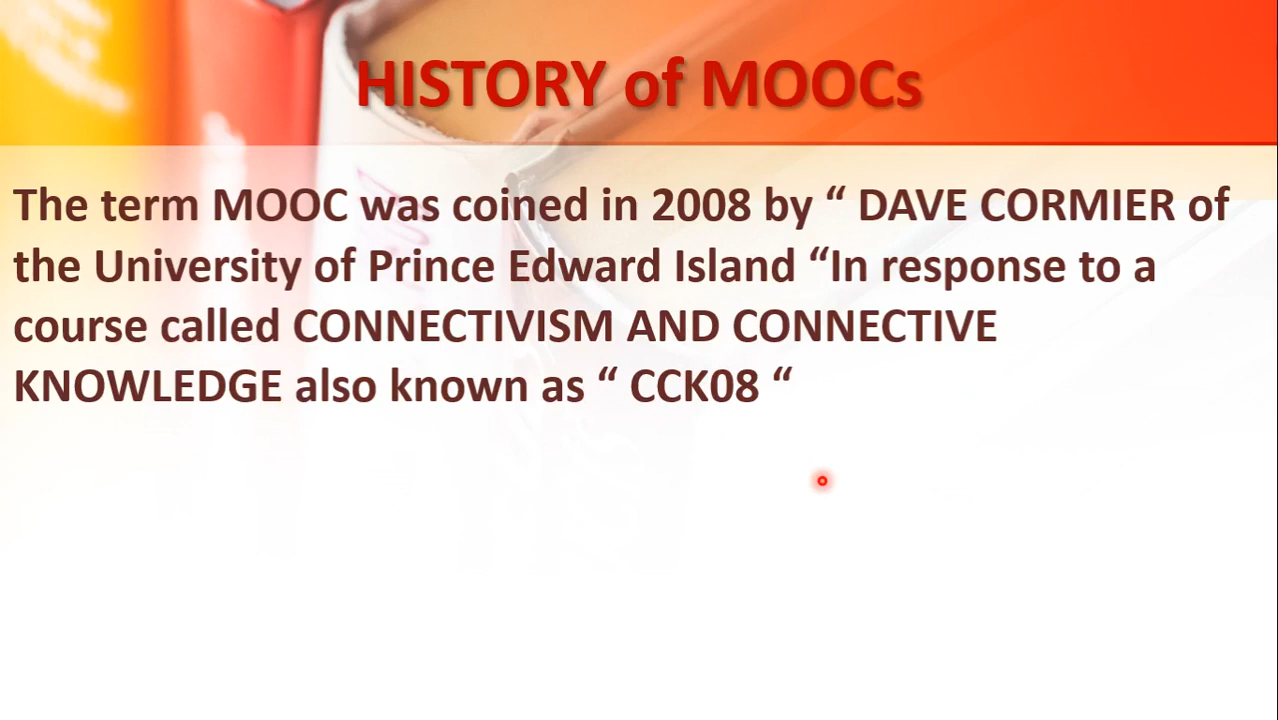 HISTORY of MOOCs
The term MOOC was coined in 2008 by “ DAVE CORMIER of
the University of Prince Edward Island “In response to a
course called CONNECTIVISM AND CONNECTIVE
KNOWLEDGE also known as “ CCK08 “